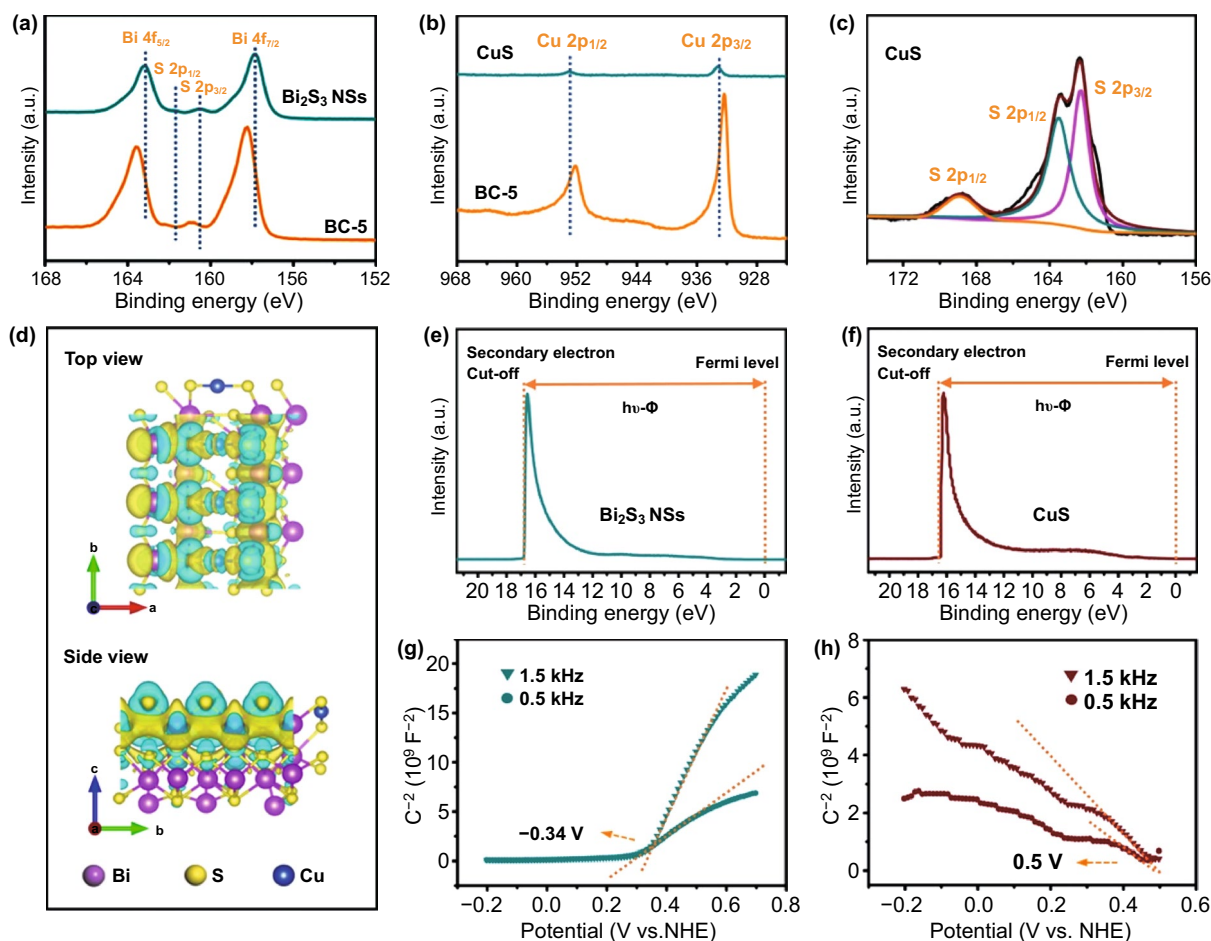 (a)
Bi 4f5/2
Bi 4f7/2
S 2p1/2
S 2p3/2
Bi2S3 NSs
BC-5
Intensity (a.u.)
168 164 160 156 152
Binding energy (eV)
(b)
CuS
Cu 2p1/2
Cu 2p3/2
BC-5
Intensity (a.u.)
968 960 952 944 936 928
Binding energy (eV)
(c)
CuS
S 2p3/2
S 2p1/2
S 2p1/2
Intensity (a.u.)
172 168 164 160 156
Binding energy (eV)
(d)
Top view
b
c
a
Side view
c
a
b
Bi
S
Cu
(e)
Secondary electron
Cut-off
Fermi level
hυ-Φ
Bi2S3 NSs
Intensity (a.u.)
20 18 16 14 12 10 8 6 4 2 0
Binding energy (eV)
(f)
Secondary electron
Cut-off
Fermi level
hυ-Φ
CuS
Intensity (a.u.)
20 18 16 14 12 10 8 6 4 2 0
Binding energy (eV)
(g)
1.5 kHz
0.5 kHz
−0.34 V
C−2 (10⁹ F−2)
20
15
10
5
0
−0.2 0.0 0.2 0.4 0.6 0.8
Potential (V vs.NHE)
(h)
1.5 kHz
0.5 kHz
0.5 V
C−2 (10⁹ F−2)
8
6
4
2
0
−0.2 0.0 0.2 0.4 0.6
Potential (V vs.NHE)